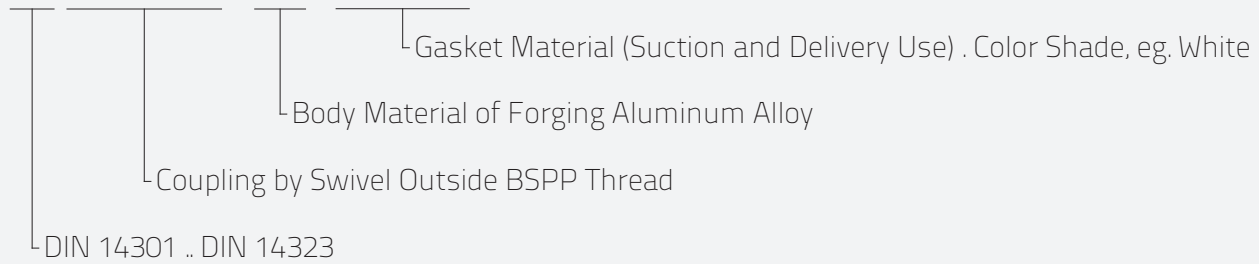 Gasket Material (Suction and Delivery Use) . Color Shade, eg. White
Body Material of Forging Aluminum Alloy
Coupling by Swivel Outside BSPP Thread
DIN 14301 .. DIN 14323